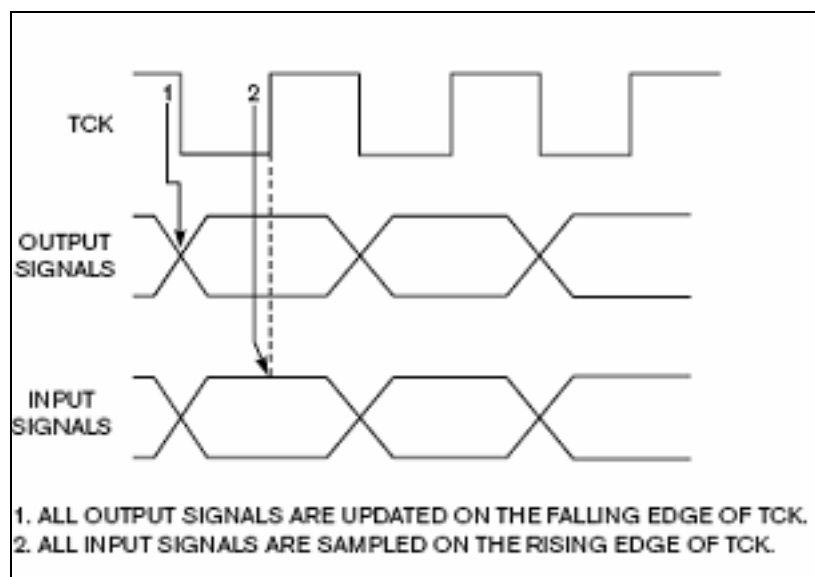 1
2
TCK
OUTPUT
SIGNALS
INPUT
SIGNALS
1. ALL OUTPUT SIGNALS ARE UPDATED ON THE FALLING EDGE OF TCK.
2. ALL INPUT SIGNALS ARE SAMPLED ON THE RISING EDGE OF TCK.